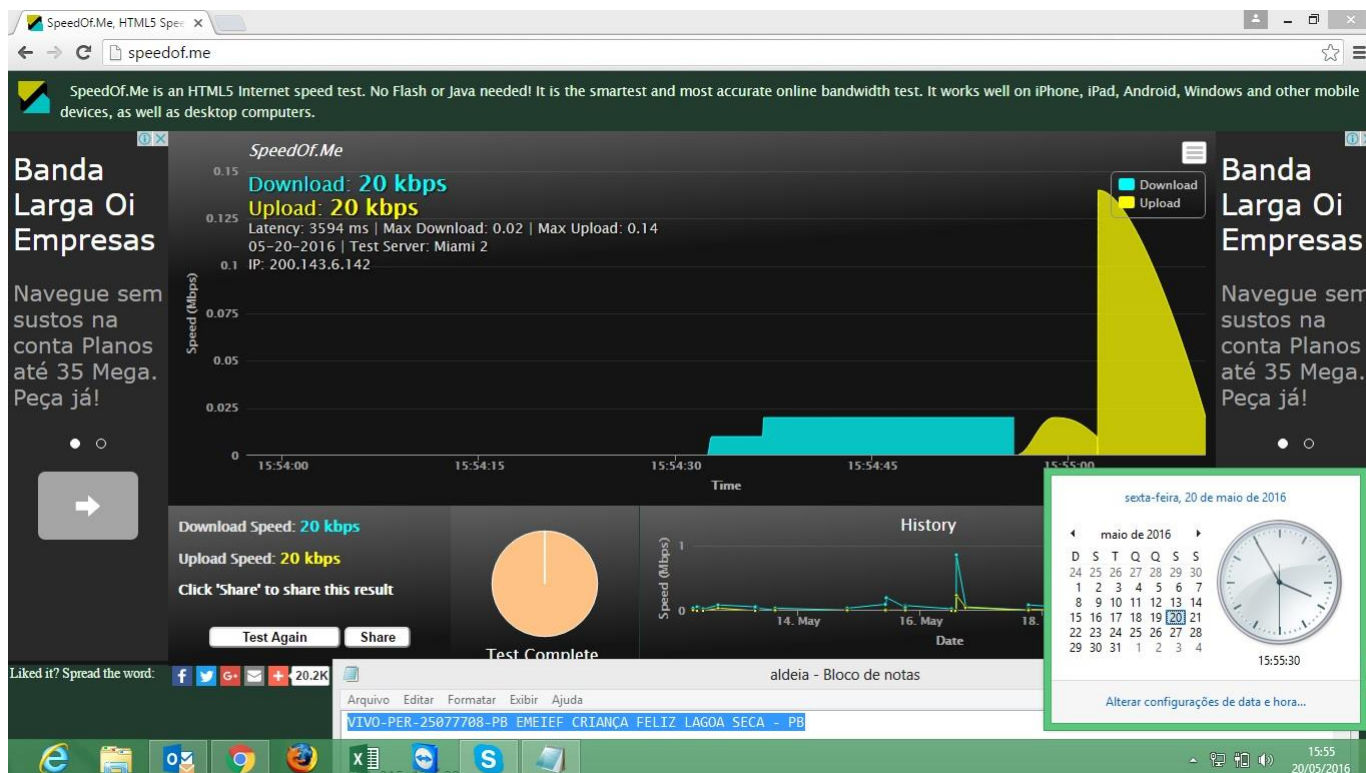 SpeedOf.Me, HTML5 Spee
speedof.me
SpeedOf.Me is an HTML5 Internet speed test. No Flash or Java needed! It is the smartest and most accurate online bandwidth test. It works well on iPhone, iPad, Android, Windows and other mobile
devices, as well as desktop computers.
Banda
Larga Oi
Empresas
Navegue sem
sustos na
conta Planos
até 35 Mega.
Peça já!
SpeedOf.Me
Download: 20 kbps
Upload: 20 kbps
Latency: 3594 ms | Max Download: 0.02 | Max Upload: 0.14
05-20-2016 | Test Server: Miami 2
IP: 200.143.6.142
Download
Upload
0.15
0.125
0.1
0.075
0.05
0.025
0
Speed (Mbps)
15:54:00 15:54:15 15:54:30 15:54:45 15:55:00
Time
Banda
Larga Oi
Empresas
Navegue sem
sustos na
conta Planos
até 35 Mega.
Peça já!
Download Speed: 20 kbps
Upload Speed: 20 kbps
Click 'Share' to share this result
Test Again Share
Test Complete
History
Speed (Mbps)
1
0
14. May 16. May 18.
Date
sexta-feira, 20 de maio de 2016
maio de 2016
D S T Q Q S S
24 25 26 27 28 29 30
1 2 3 4 5 6 7
8 9 10 11 12 13 14
15 16 17 18 19 20 21
22 23 24 25 26 27 28
29 30 31 1 2 3 4
15:55:30
Alterar configurações de data e hora...
Liked it? Spread the word:
20.2K
aldeia - Bloco de notas
Arquivo Editar Formatar Exibir Ajuda
VIVO-PER-25077708-PB EMEIEF CRIANÇA FELIZ LAGOA SECA - PB
15:55
20/05/2016